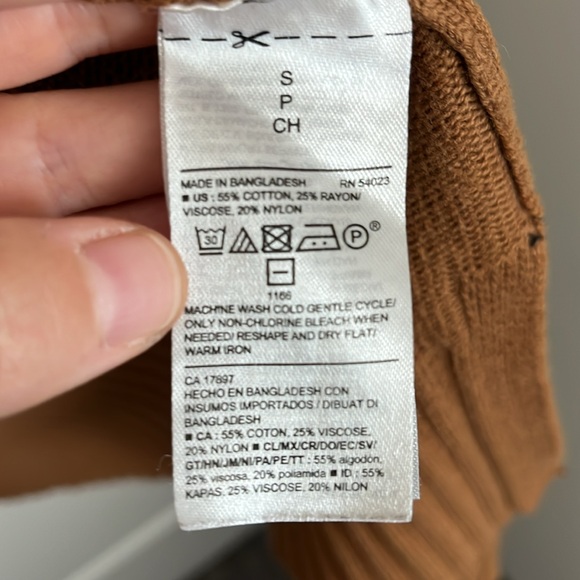 S
P
CH
MADE IN BANGLADESH RN 54023
■ US : 55% COTTON, 25% RAYON/
VISCOSE, 20% NYLON
30 P®
1166
MACHINE WASH COLD GENTLE CYCLE/
ONLY NON-CHLORINE BLEACH WHEN
NEEDED/ RESHAPE AND DRY FLAT/
WARM IRON
CA 17897
HECHO EN BANGLADESH CON
INSUMOS IMPORTADOS / DIBUAT DI
BANGLADESH
■ CA : 55% COTON, 25% VISCOSE,
20% NYLON ■ CL/MX/CR/DO/EC/SV/
GT/HN/JM/NI/PA/PE/TT : 55% algodón,
25% viscosa, 20% poliamida ■ ID : 55%
KAPAS, 25% VISCOSE, 20% NILON